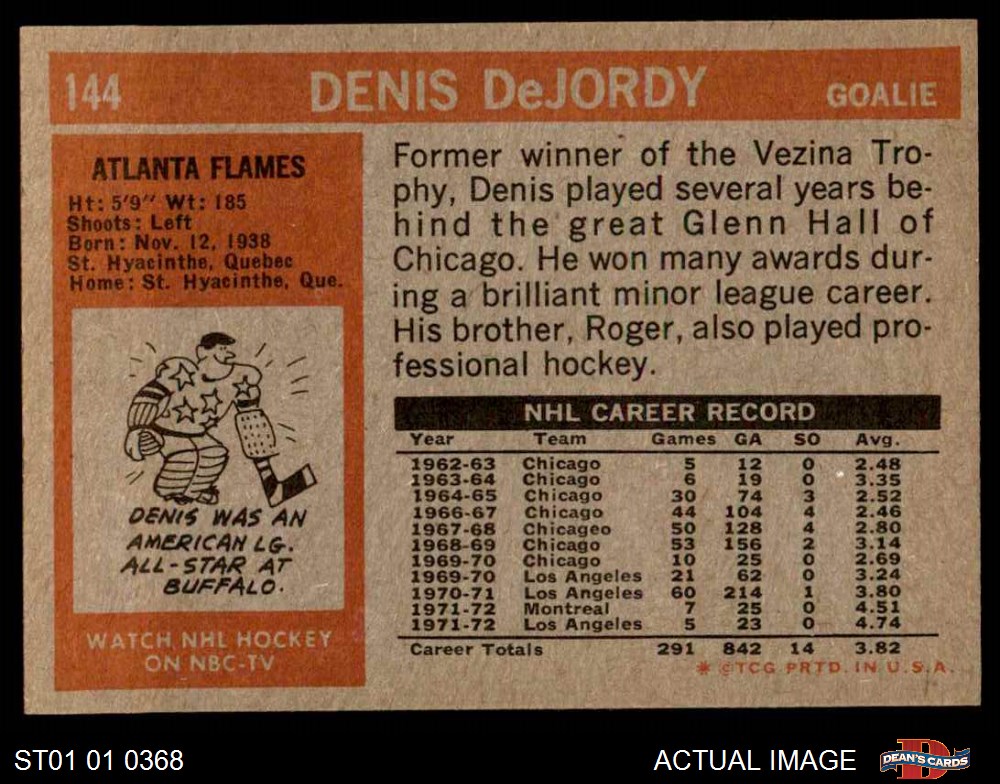 144 DENIS DeJORDY GOALIE
ATLANTA FLAMES
Ht: 5'9" Wt: 185
Shoots: Left
Born: Nov. 12, 1938
St. Hyacinthe, Quebec
Home: St. Hyacinthe, Que.
DENIS WAS AN
AMERICAN LG.
ALL-STAR AT
BUFFALO.
WATCH NHL HOCKEY
ON NBC-TV
Former winner of the Vezina Tro-
phy, Denis played several years be-
hind the great Glenn Hall of
Chicago. He won many awards dur-
ing a brilliant minor league career.
His brother, Roger, also played pro-
fessional hockey.
NHL CAREER RECORD
Year Team Games GA SO Avg.
1962-63 Chicago 5 12 0 2.48
1963-64 Chicago 6 19 0 3.35
1964-65 Chicago 30 74 3 2.52
1966-67 Chicago 44 104 4 2.46
1967-68 Chicageo 50 128 4 2.80
1968-69 Chicago 53 156 2 3.14
1969-70 Chicago 10 25 0 2.69
1969-70 Los Angeles 21 62 0 3.24
1970-71 Los Angeles 60 214 1 3.80
1971-72 Montreal 7 25 0 4.51
1971-72 Los Angeles 5 23 0 4.74
Career Totals 291 842 14 3.82
* ©TCG PRTD. IN U.S.A.
ST01 01 0368 ACTUAL IMAGE D DEAN'S CARDS